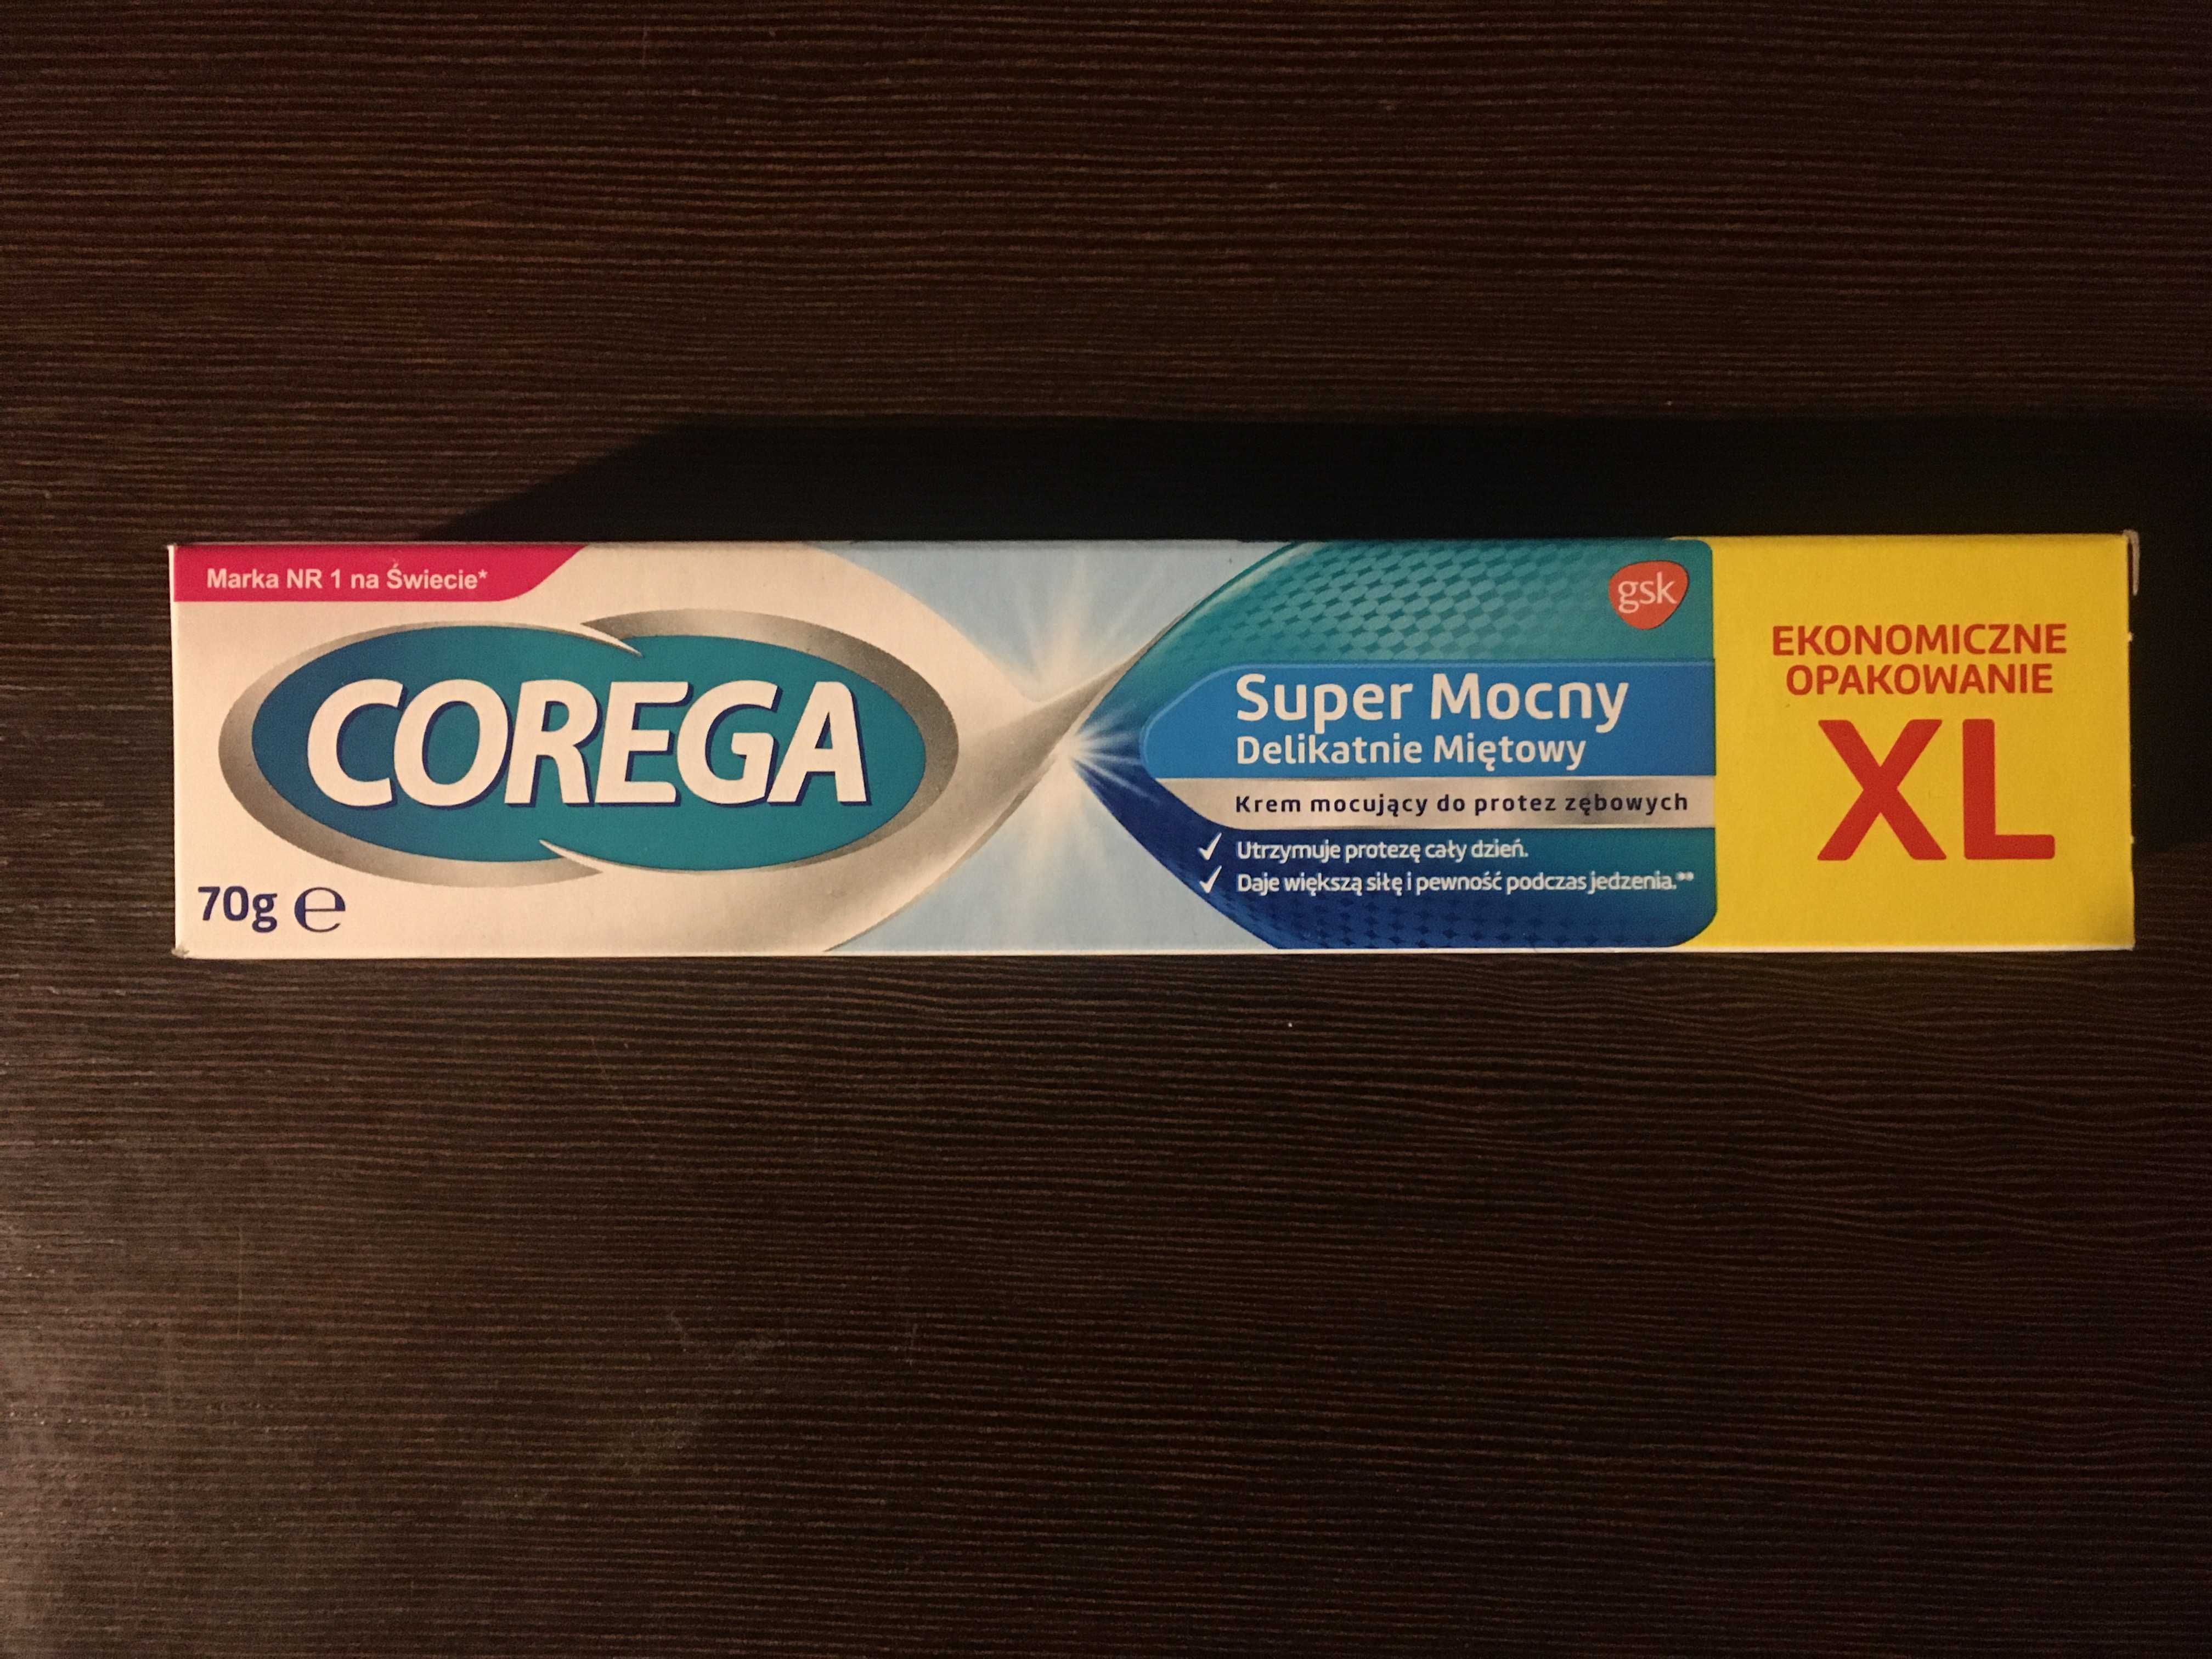 Marka NR 1 na Świecie*
COREGA
70g ℮
gsk
Super Mocny
Delikatnie Miętowy
Krem mocujący do protez zębowych
✓ Utrzymuje protezę cały dzień.
✓ Daje większą siłę i pewność podczas jedzenia.**
EKONOMICZNE
OPAKOWANIE
XL